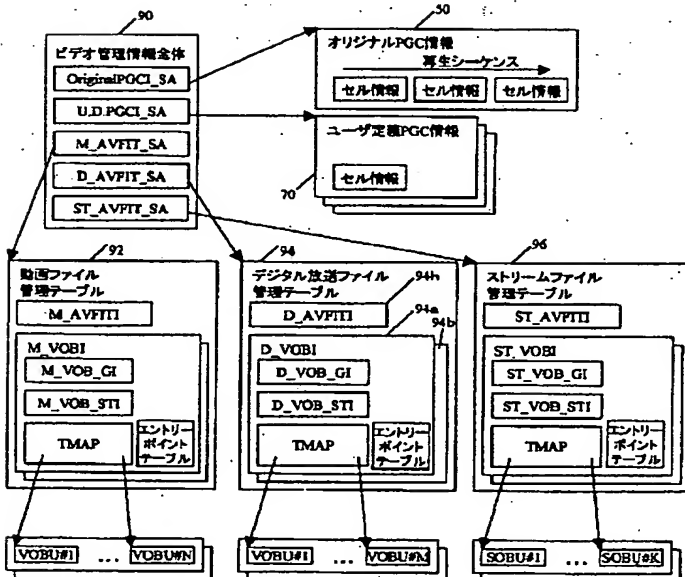 90
ビデオ管理情報全体
OriginalPGCI_SA
U.D.PGCI_SA
M_AVFIT_SA
D_AVFIT_SA
ST_AVFIT_SA
50
オリジナルPGC情報
再生シーケンス
セル情報
セル情報
セル情報
ユーザ定義PGC情報
セル情報
70
92
動画ファイル
管理テーブル
M_AVFITI
M_VOBI
M_VOB_GI
M_VOB_STI
TMAP
エントリー
ポイント
テーブル
VOBU#1
...
VOBU#N
94
デジタル放送ファイル
管理テーブル
94h
D_AVFITI
94a
94b
D_VOBI
D_VOB_GI
D_VOB_STI
TMAP
エントリー
ポイント
テーブル
VOBU#1
...
VOBU#M
96
ストリームファイル
管理テーブル
ST_AVFITI
ST_VOBI
ST_VOB_GI
ST_VOB_STI
TMAP
エントリー
ポイント
テーブル
SOBU#1
...
SOBU#K